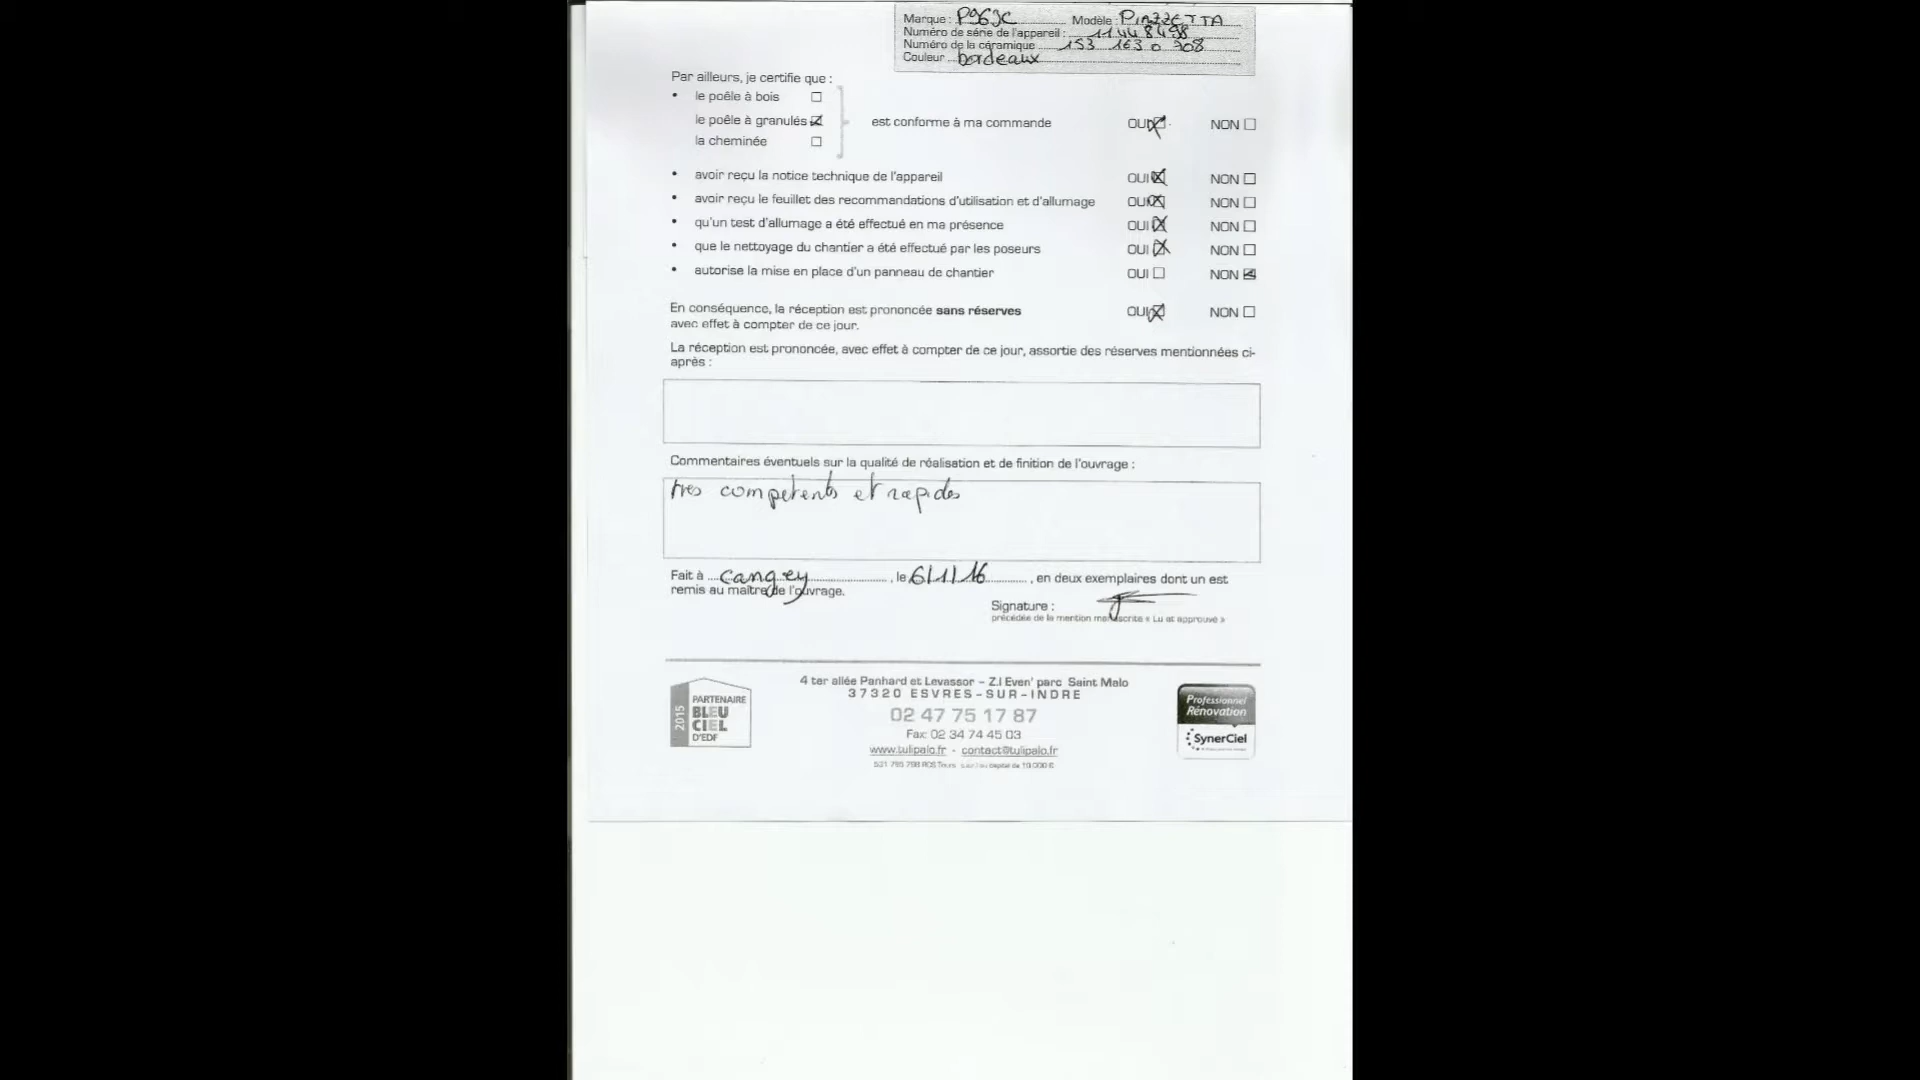 Marque : P963C Modèle : PIAZZETTA
Numéro de série de l'appareil : 11448498
Numéro de la céramique 153 163 0 908
Couleur bordeaux
Par ailleurs, je certifie que :
• le poêle à bois ☐
le poêle à granulés ☒ est conforme à ma commande OUI ☒ NON ☐
la cheminée ☐
• avoir reçu la notice technique de l'appareil OUI ☒ NON ☐
• avoir reçu le feuillet des recommandations d'utilisation et d'allumage OUI ☒ NON ☐
• qu'un test d'allumage a été effectué en ma présence OUI ☒ NON ☐
• que le nettoyage du chantier a été effectué par les poseurs OUI ☒ NON ☐
• autorise la mise en place d'un panneau de chantier OUI ☐ NON ☒
En conséquence, la réception est prononcée sans réserves OUI ☒ NON ☐
avec effet à compter de ce jour.
La réception est prononcée, avec effet à compter de ce jour, assortie des réserves mentionnées ci-
après :
Commentaires éventuels sur la qualité de réalisation et de finition de l'ouvrage :
tres competents et rapides
Fait à cangey, le 6/1/16, en deux exemplaires dont un est
remis au maître de l'ouvrage.
Signature :
précédée de la mention manuscrite « Lu et approuvé »
4 ter allée Panhard et Levassor – Z.I Even' parc Saint Malo
37320 ESVRES-SUR-INDRE
02 47 75 17 87
Fax: 02 34 74 45 03
www.tulipalo.fr - contact@tulipalo.fr
2015
PARTENAIRE
BLEU
CIEL
D'EDF
Professionnel
Rénovation
SynerCiel